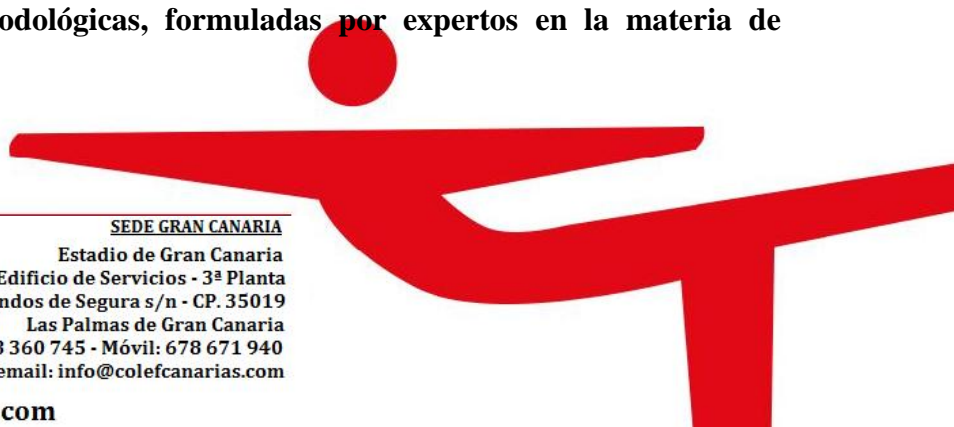 odológicas, formuladas por expertos en la materia de
SEDE GRAN CANARIA
Estadio de Gran Canaria
Edificio de Servicios - 3ª Planta
ndos de Segura s/n - CP. 35019
Las Palmas de Gran Canaria
360 745 - Móvil: 678 671 940
email: info@colefcanarias.com
.com